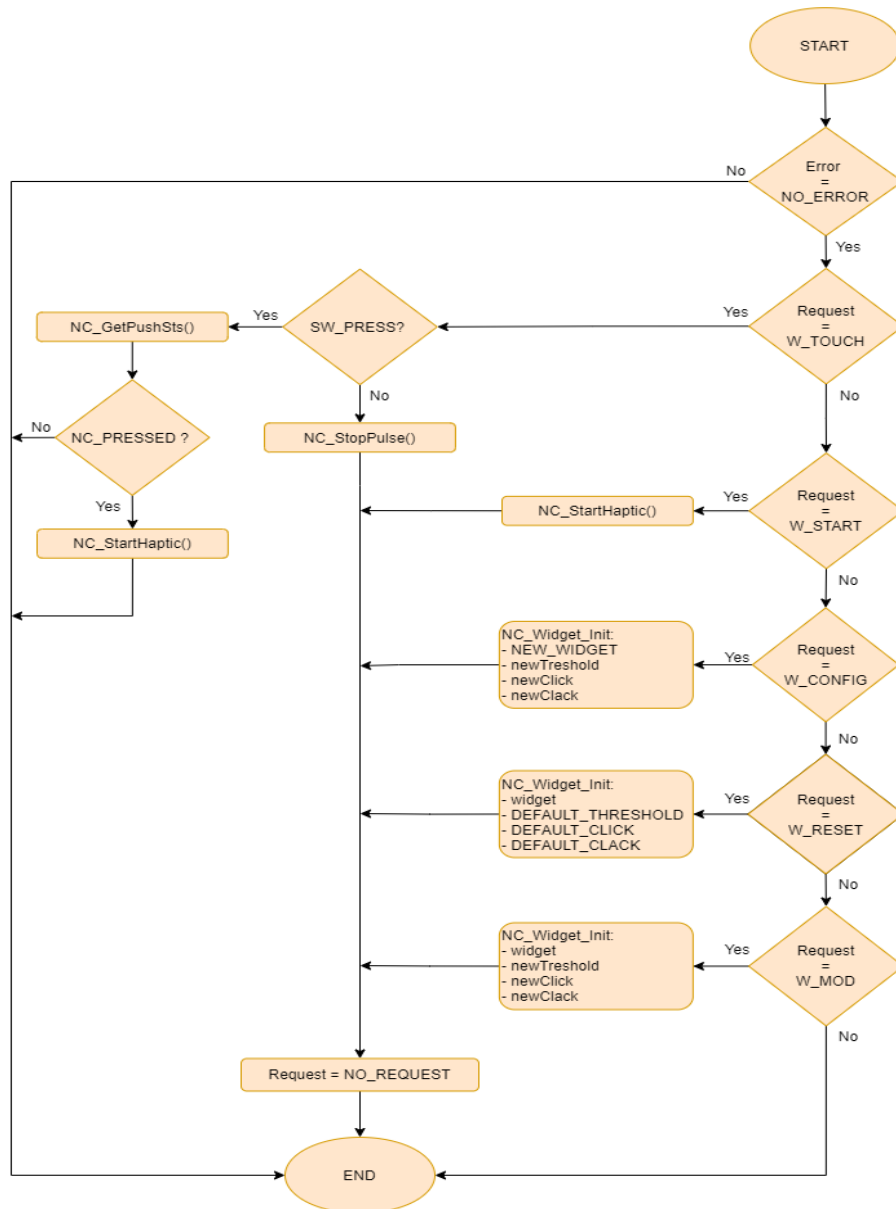 START
Error
=
NO_ERROR
No
Yes
Request
=
W_TOUCH
Yes
No
SW_PRESS?
Yes
No
NC_GetPushSts()
NC_PRESSED ?
No
Yes
NC_StartHaptic()
NC_StopPulse()
Request
=
W_START
Yes
No
NC_StartHaptic()
Request
=
W_CONFIG
Yes
No
NC_Widget_Init:
- NEW_WIDGET
- newTreshold
- newClick
- newClack
Request
=
W_RESET
Yes
No
NC_Widget_Init:
- widget
- DEFAULT_THRESHOLD
- DEFAULT_CLICK
- DEFAULT_CLACK
Request
=
W_MOD
Yes
No
NC_Widget_Init:
- widget
- newTreshold
- newClick
- newClack
Request = NO_REQUEST
END